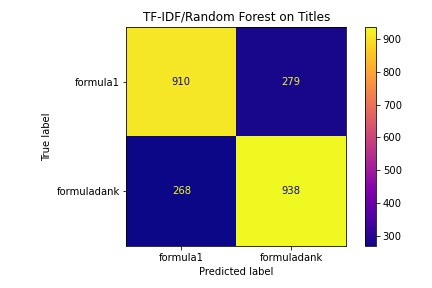 TF-IDF/Random Forest on Titles
True label
formula1
910
279
formuladank
268
938
formula1
formuladank
Predicted label
900
800
700
600
500
400
300